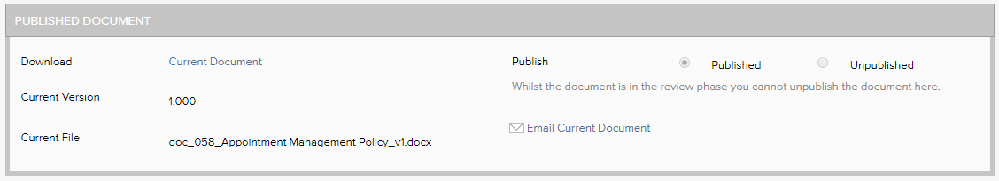 PUBLISHED DOCUMENT
Download Current Document
Current Version 1.000
Current File doc_058_Appointment Management Policy_v1.docx
Publish Published Unpublished
Whilst the document is in the review phase you cannot unpublish the document here.
Email Current Document